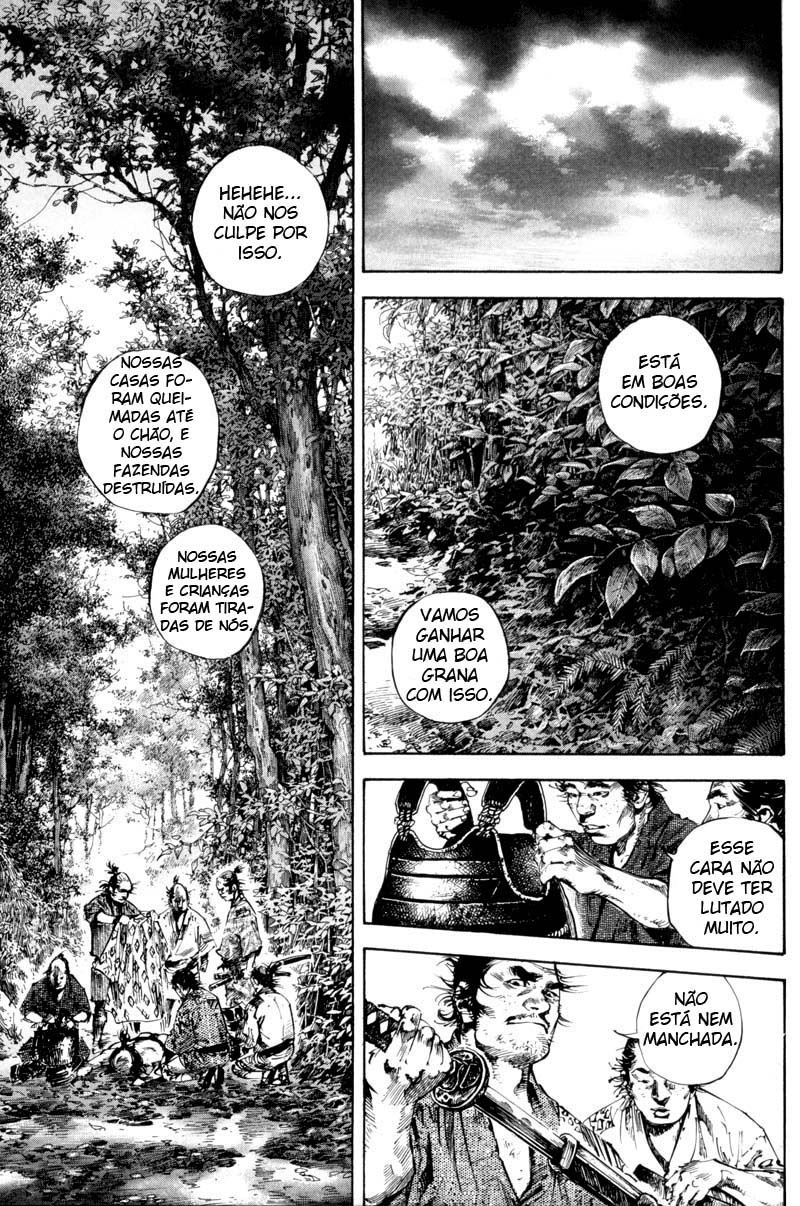 ESTÁ
EM BOAS
CONDIÇÕES.
VAMOS
GANHAR
UMA BOA
GRANA
COM ISSO.
ESSE
CARA NÃO
DEVE TER
LUTADO
MUITO.
NÃO
ESTÁ NEM
MANCHADA.
HEHEHE...
NÃO NOS
CULPE POR
ISSO.
NOSSAS
CASAS FO-
RAM QUEI-
MADAS ATÉ
O CHÃO, E
NOSSAS
FAZENDAS
DESTRUÍDAS.
NOSSAS
MULHERES
E CRIANÇAS
FORAM TIRA-
DAS DE NÓS.